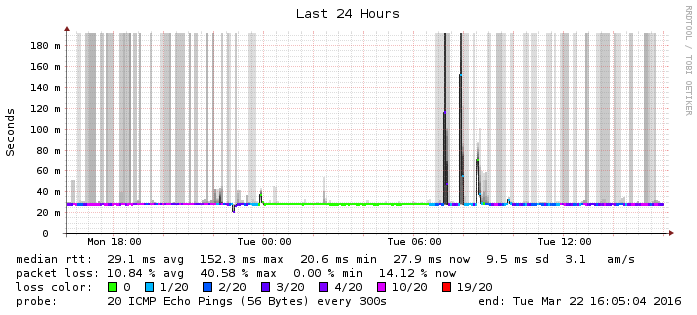 Last 24 Hours
RRDTOOL / TOBI OETIKER
Seconds
180 m
160 m
140 m
120 m
100 m
80 m
60 m
40 m
20 m
0
Mon 18:00 Tue 00:00 Tue 06:00 Tue 12:00
median rtt: 29.1 ms avg 152.3 ms max 20.6 ms min 27.9 ms now 9.5 ms sd 3.1 am/s
packet loss: 10.84 % avg 40.58 % max 0.00 % min 14.12 % now
loss color: 0 1/20 2/20 3/20 4/20 10/20 19/20
probe: 20 ICMP Echo Pings (56 Bytes) every 300s end: Tue Mar 22 16:05:04 2016